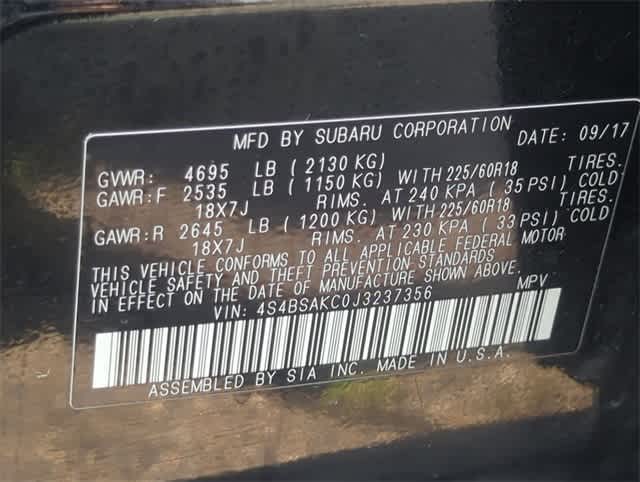 MFD BY SUBARU CORPORATION DATE: 09/17
GVWR: 4695 LB (2130 KG)
GAWR:F 2535 LB (1150 KG) WITH 225/60R18 TIRES.
18X7J RIMS. AT 240 KPA (35 PSI) COLD
GAWR:R 2645 LB (1200 KG) WITH 225/60R18 TIRES.
18X7J RIMS. AT 230 KPA (33 PSI) COLD
THIS VEHICLE CONFORMS TO ALL APPLICABLE FEDERAL MOTOR
VEHICLE SAFETY AND THEFT PREVENTION STANDARDS
IN EFFECT ON THE DATE OF MANUFACTURE SHOWN ABOVE.
VIN: 4S4BSAKC0J3237356 MPV
ASSEMBLED BY SIA INC. MADE IN U.S.A.